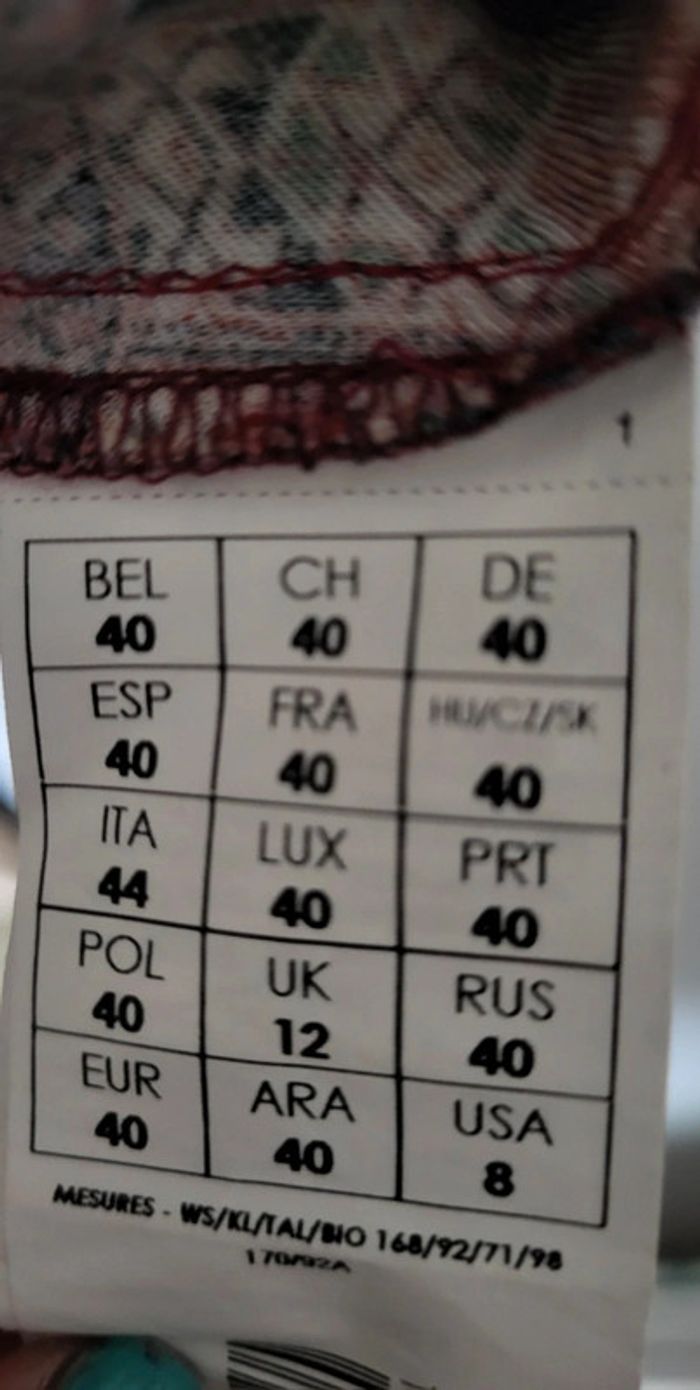 1
BEL CH DE
40 40 40
ESP FRA HU/CZ/SK
40 40 40
ITA LUX PRT
44 40 40
POL UK RUS
40 12 40
EUR ARA USA
40 40 8
MESURES - WS/KL/TAL/BIO 168/92/71/98
170/92A